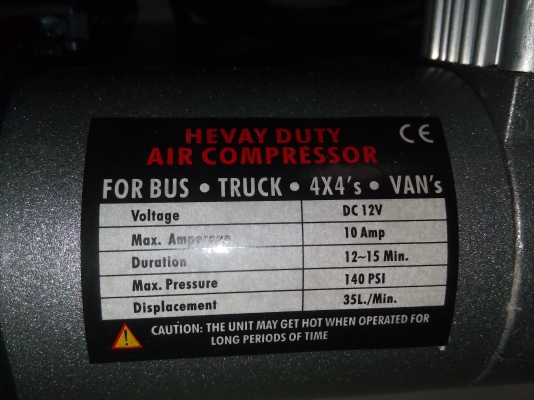 HEVAY DUTY CE
AIR COMPRESSOR
FOR BUS • TRUCK • 4X4's • VAN's
Voltage DC 12V
Max. Amperage 10 Amp
Duration 12~15 Min.
Max. Pressure 140 PSI
Displacement 35L./Min.
CAUTION: THE UNIT MAY GET HOT WHEN OPERATED FOR
LONG PERIODS OF TIME